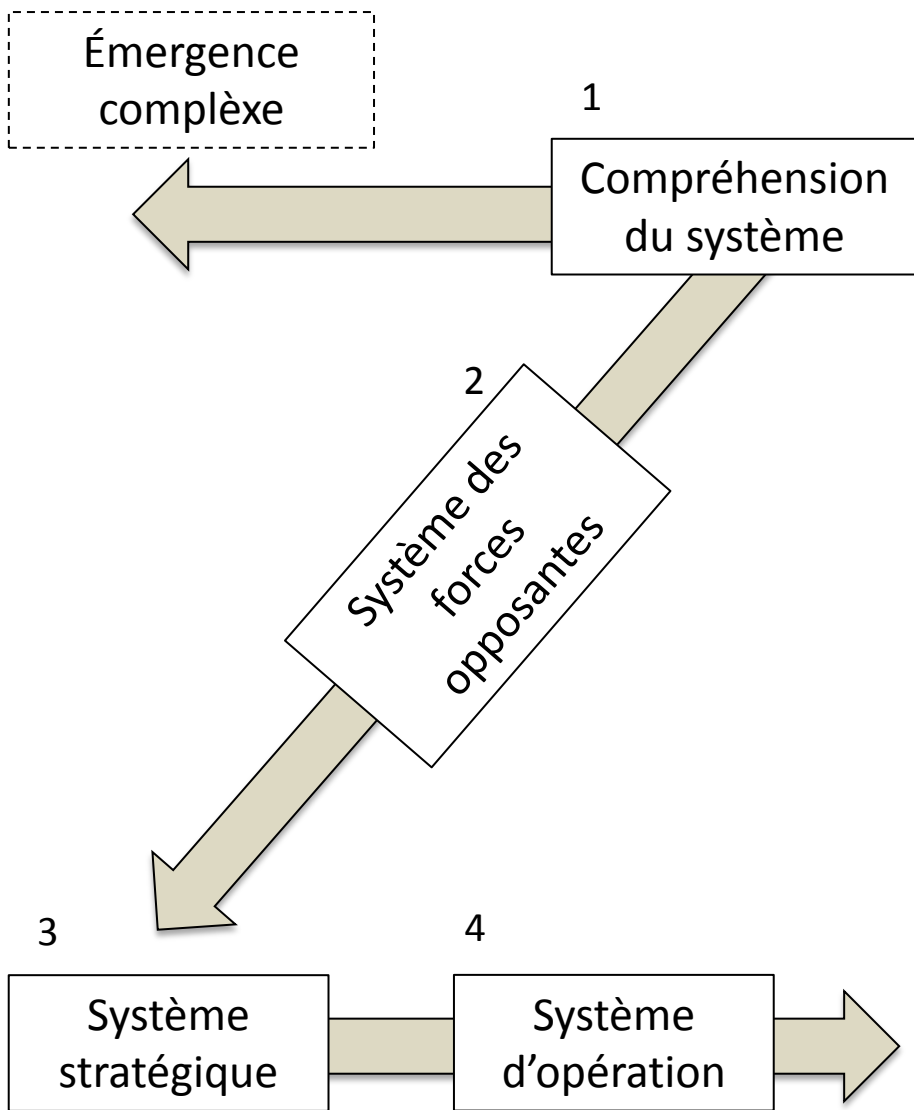 Émergence
complèxe
1
Compréhension
du système
2
Système des
forces
opposantes
3
Système
stratégique
4
Système
d’opération